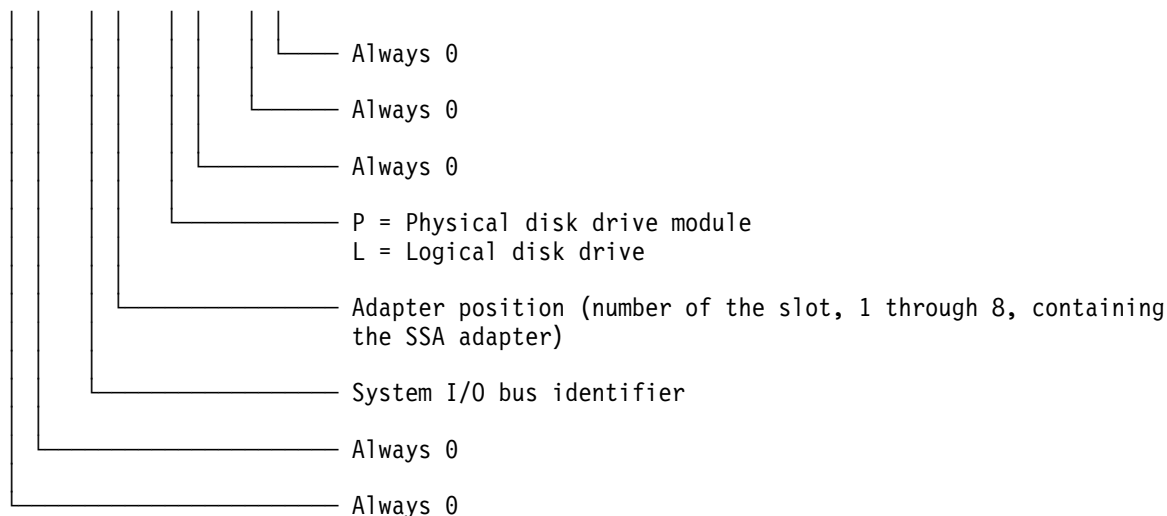 Always 0
Always 0
Always 0
P = Physical disk drive module
L = Logical disk drive
Adapter position (number of the slot, 1 through 8, containing
the SSA adapter)
System I/O bus identifier
Always 0
Always 0